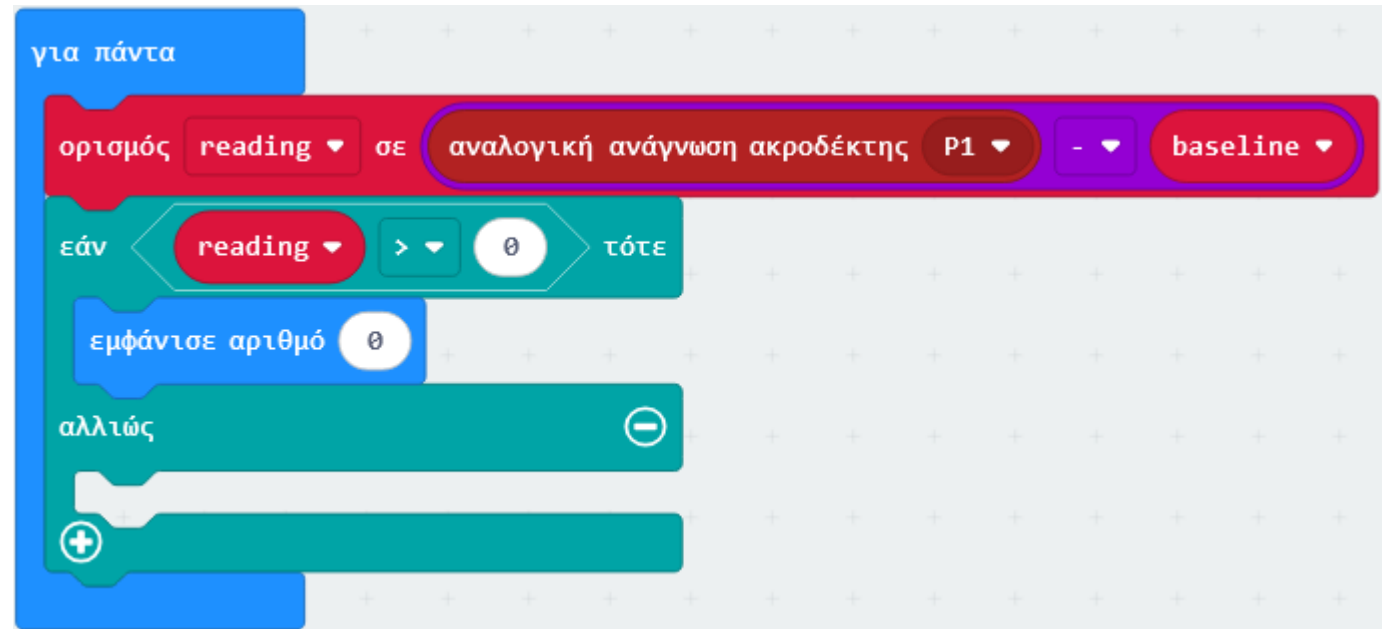 για πάντα
ορισμός reading σε αναλογική ανάγνωση ακροδέκτης P1 - baseline
εάν reading > 0 τότε
εμφάνισε αριθμό 0
αλλιώς